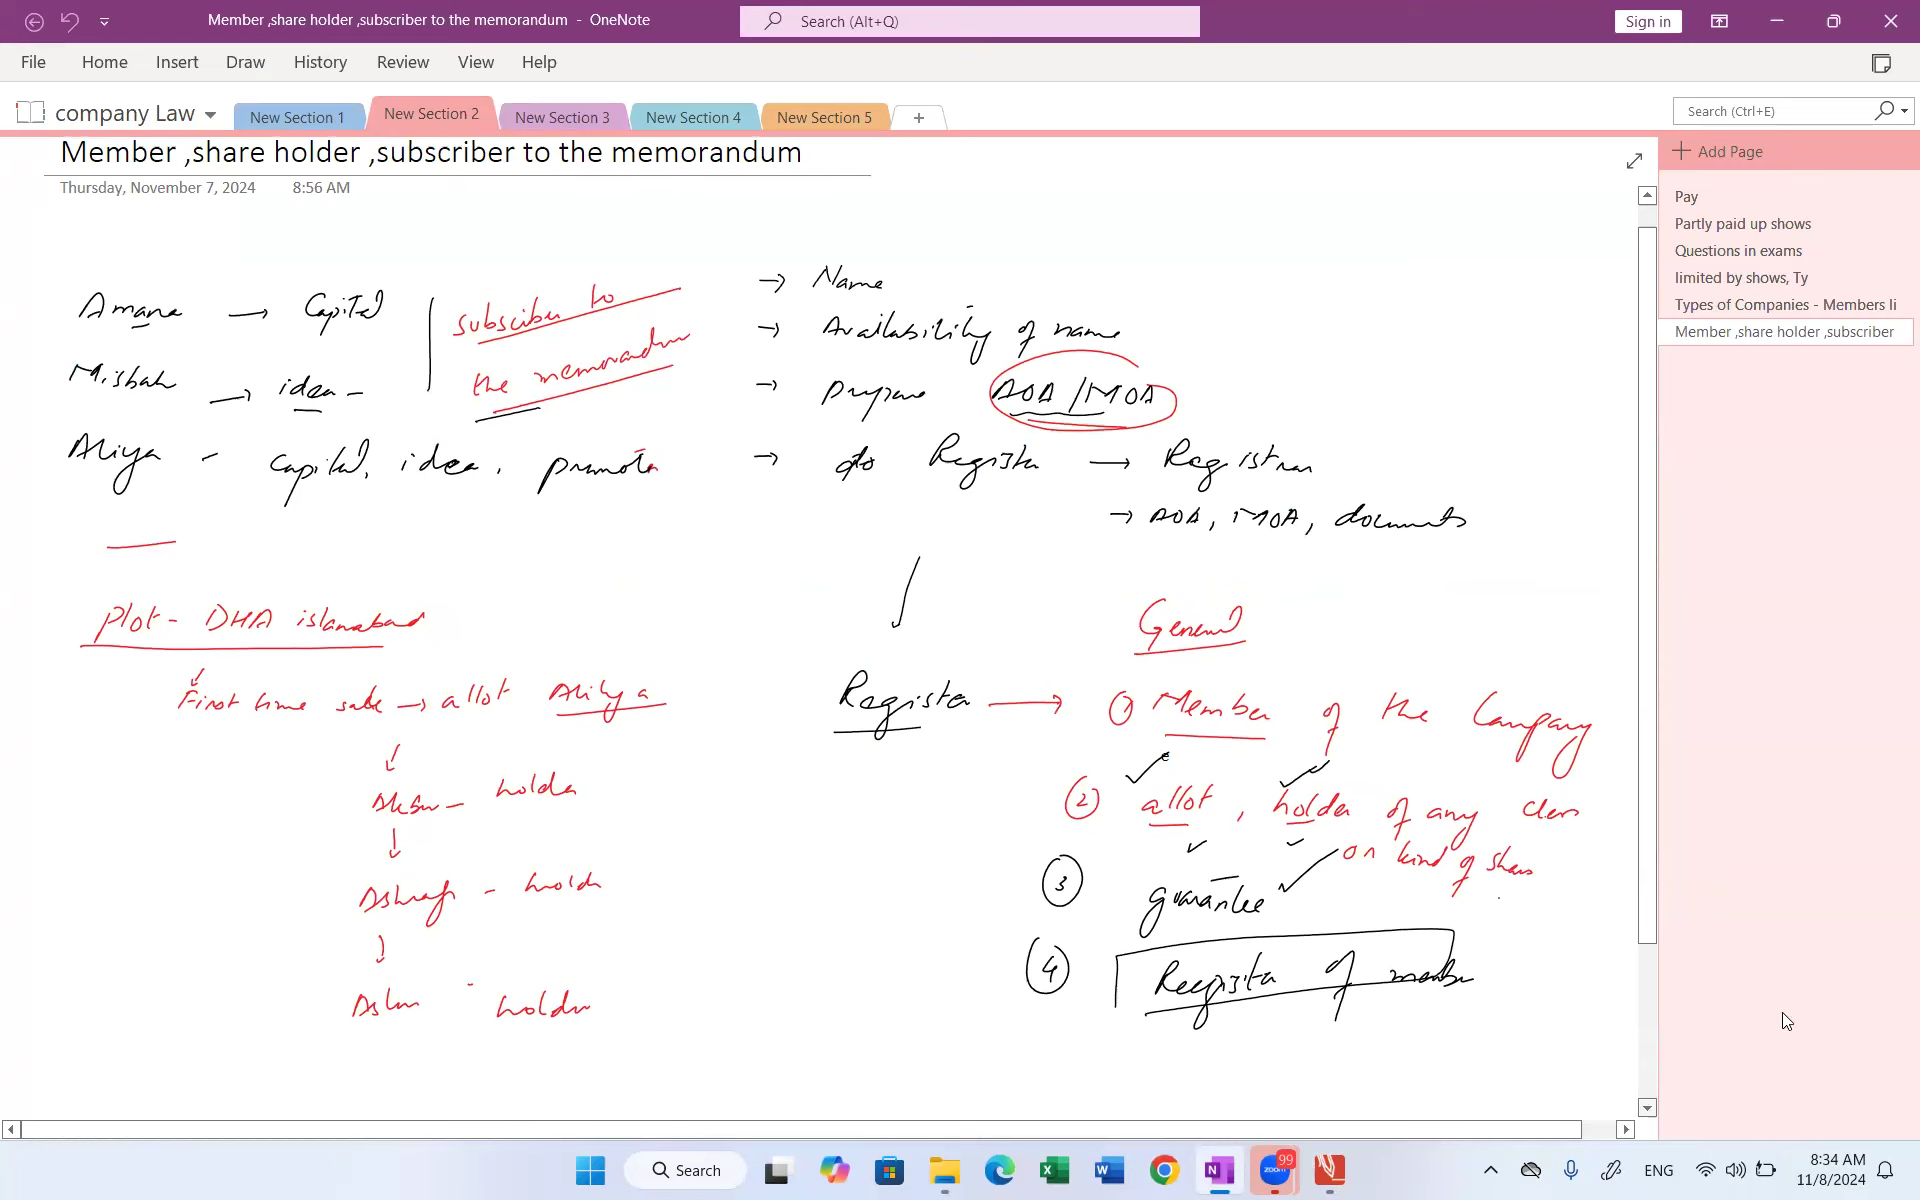 Member ,share holder ,subscriber to the memorandum - OneNote
Search (Alt+Q)
Sign in
File Home Insert Draw History Review View Help
company Law
New Section 1 New Section 2 New Section 3 New Section 4 New Section 5 +
Search (Ctrl+E)
Member ,share holder ,subscriber to the memorandum
Thursday, November 7, 2024 8:56 AM
Add Page
Pay
Partly paid up shows
Questions in exams
limited by shows, Ty
Types of Companies - Members li
Member ,share holder ,subscriber
Amana → Capital
subsciber to
the memorandum
Misbah → idea -
Aliya - Capital, idea, promoter
→ Name
→ Availability of name
→ prepare AOA/MOA
→ Register → Registrar
→ AOA, MOA, documents
Plot - DHA islamabad
First time sale → allot Aliya
holder
Ashraf - holder
Aslam holder
Register → General
① Member of the Company
② allot, holder of any class
or kind of shares
③ guarantee
④ Register of member
Search
99
zoom
ENG
8:34 AM
11/8/2024